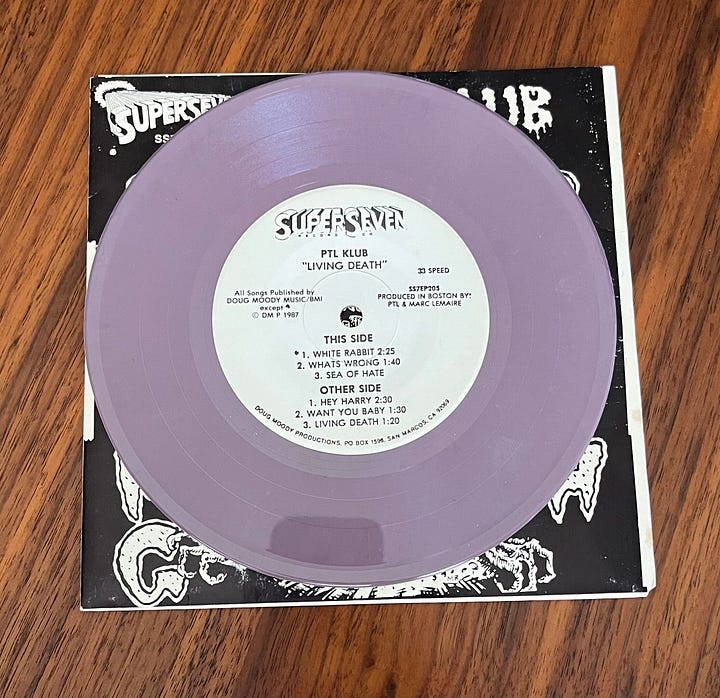 SUPERSEVE
SS
LUB
SUPERSEVEN
PTL KLUB
"LIVING DEATH"
33 SPEED
All Songs Published by
DOUG MOODY MUSIC/BMI
except *
© DM P 1987
SS7EP205
PRODUCED IN BOSTON BY:
PTL & MARC LEMAIRE
THIS SIDE
* 1. WHITE RABBIT 2:25
2. WHATS WRONG 1:40
3. SEA OF HATE
OTHER SIDE
1. HEY HARRY 2:30
2. WANT YOU BABY 1:30
3. LIVING DEATH 1:20
DOUG MOODY PRODUCTIONS, PO BOX 1596, SAN MARCOS, CA 92069